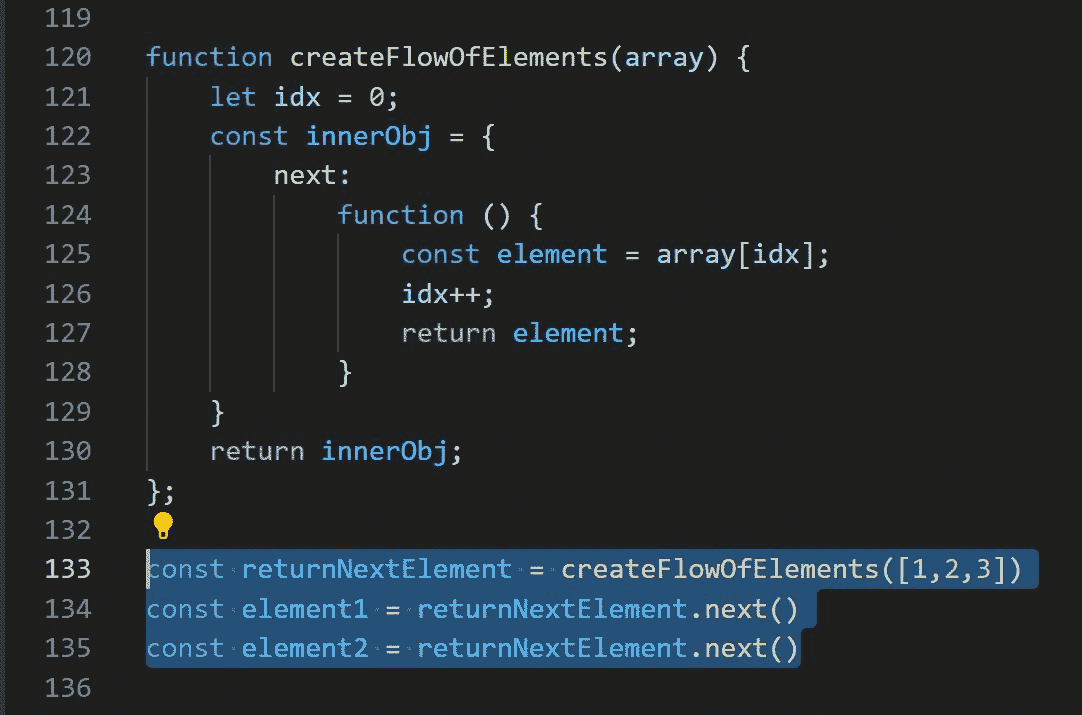 119
120 function createFlowOfElements(array) {
121     let idx = 0;
122     const innerObj = {
123         next:
124             function () {
125                 const element = array[idx];
126                 idx++;
127                 return element;
128             }
129     }
130     return innerObj;
131 };
132
133 const returnNextElement = createFlowOfElements([1,2,3])
134 const element1 = returnNextElement.next()
135 const element2 = returnNextElement.next()
136